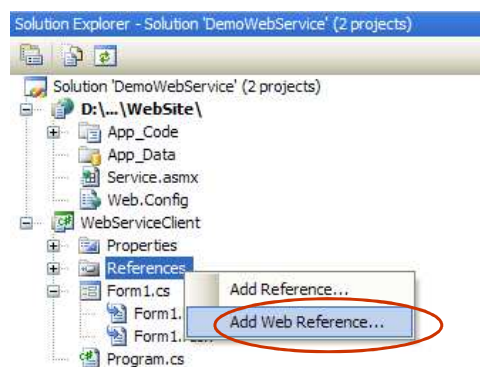 Solution Explorer - Solution 'DemoWebService' (2 projects)
Solution 'DemoWebService' (2 projects)
D:\...\WebSite\
App_Code
App_Data
Service.asmx
Web.Config
WebServiceClient
Properties
References
Form1.cs
Add Reference...
Form1.
Add Web Reference...
Form1.
Program.cs